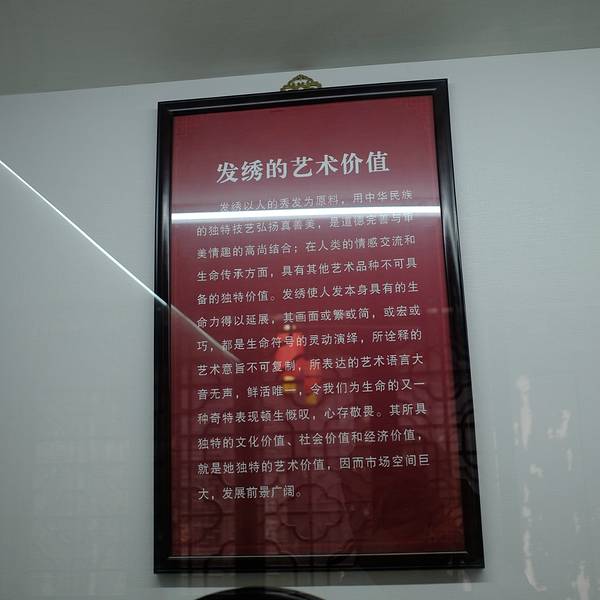 发绣的艺术价值
发绣以人的秀发为原料，用中华民族
的独特技艺弘扬真善美，是道德完善与审
美情趣的高尚结合；在人类的情感交流和
生命传承方面，具有其他艺术品种不可具
备的独特价值。发绣使人发本身具有的生
命力得以延展，其画面或繁或简，或宏或
巧，都是生命符号的灵动演绎，所诠释的
艺术意旨不可复制，所表达的艺术语言大
音无声，鲜活唯一，令我们为生命的又一
种奇特表现顿生慨叹，心存敬畏。其所具
独特的文化价值、社会价值和经济价值，
就是她独特的艺术价值，因而市场空间巨
大，发展前景广阔。